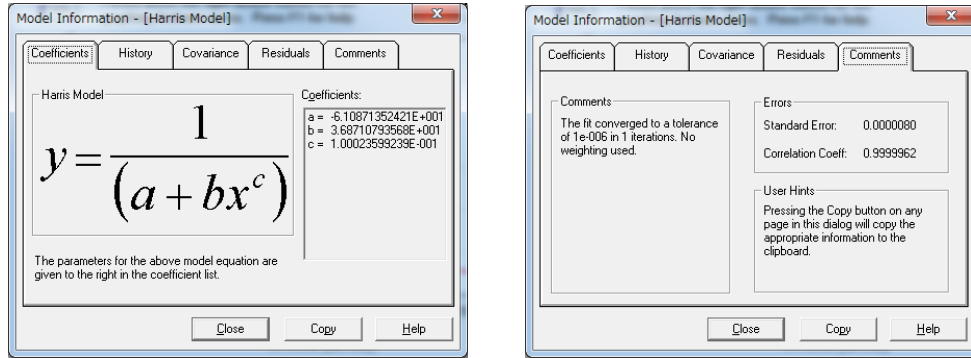 Model Information - [Harris Model]
Coefficients
History
Covariance
Residuals
Comments
Harris Model
y = 1 / (a + bx^c)
Coefficients:
a = -6.10871352421E+001
b = 3.68710793568E+001
c = 1.00023599239E-001
The parameters for the above model equation are
given to the right in the coefficient list.
Close
Copy
Help
Model Information - [Harris Model]
Coefficients
History
Covariance
Residuals
Comments
Comments
The fit converged to a tolerance
of 1e-006 in 1 iterations. No
weighting used.
Errors
Standard Error: 0.0000080
Correlation Coeff: 0.9999962
User Hints
Pressing the Copy button on any
page in this dialog will copy the
appropriate information to the
clipboard.
Close
Copy
Help